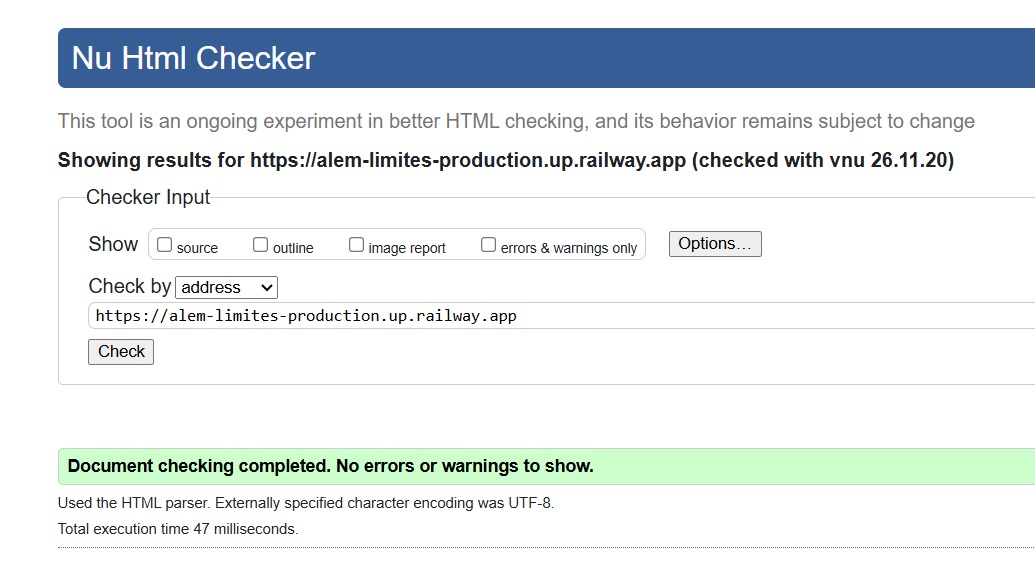 Nu Html Checker
This tool is an ongoing experiment in better HTML checking, and its behavior remains subject to change
Showing results for https://alem-limites-production.up.railway.app (checked with vnu 26.11.20)
Checker Input
Show source outline image report errors & warnings only Options...
Check by address
https://alem-limites-production.up.railway.app
Check
Document checking completed. No errors or warnings to show.
Used the HTML parser. Externally specified character encoding was UTF-8.
Total execution time 47 milliseconds.